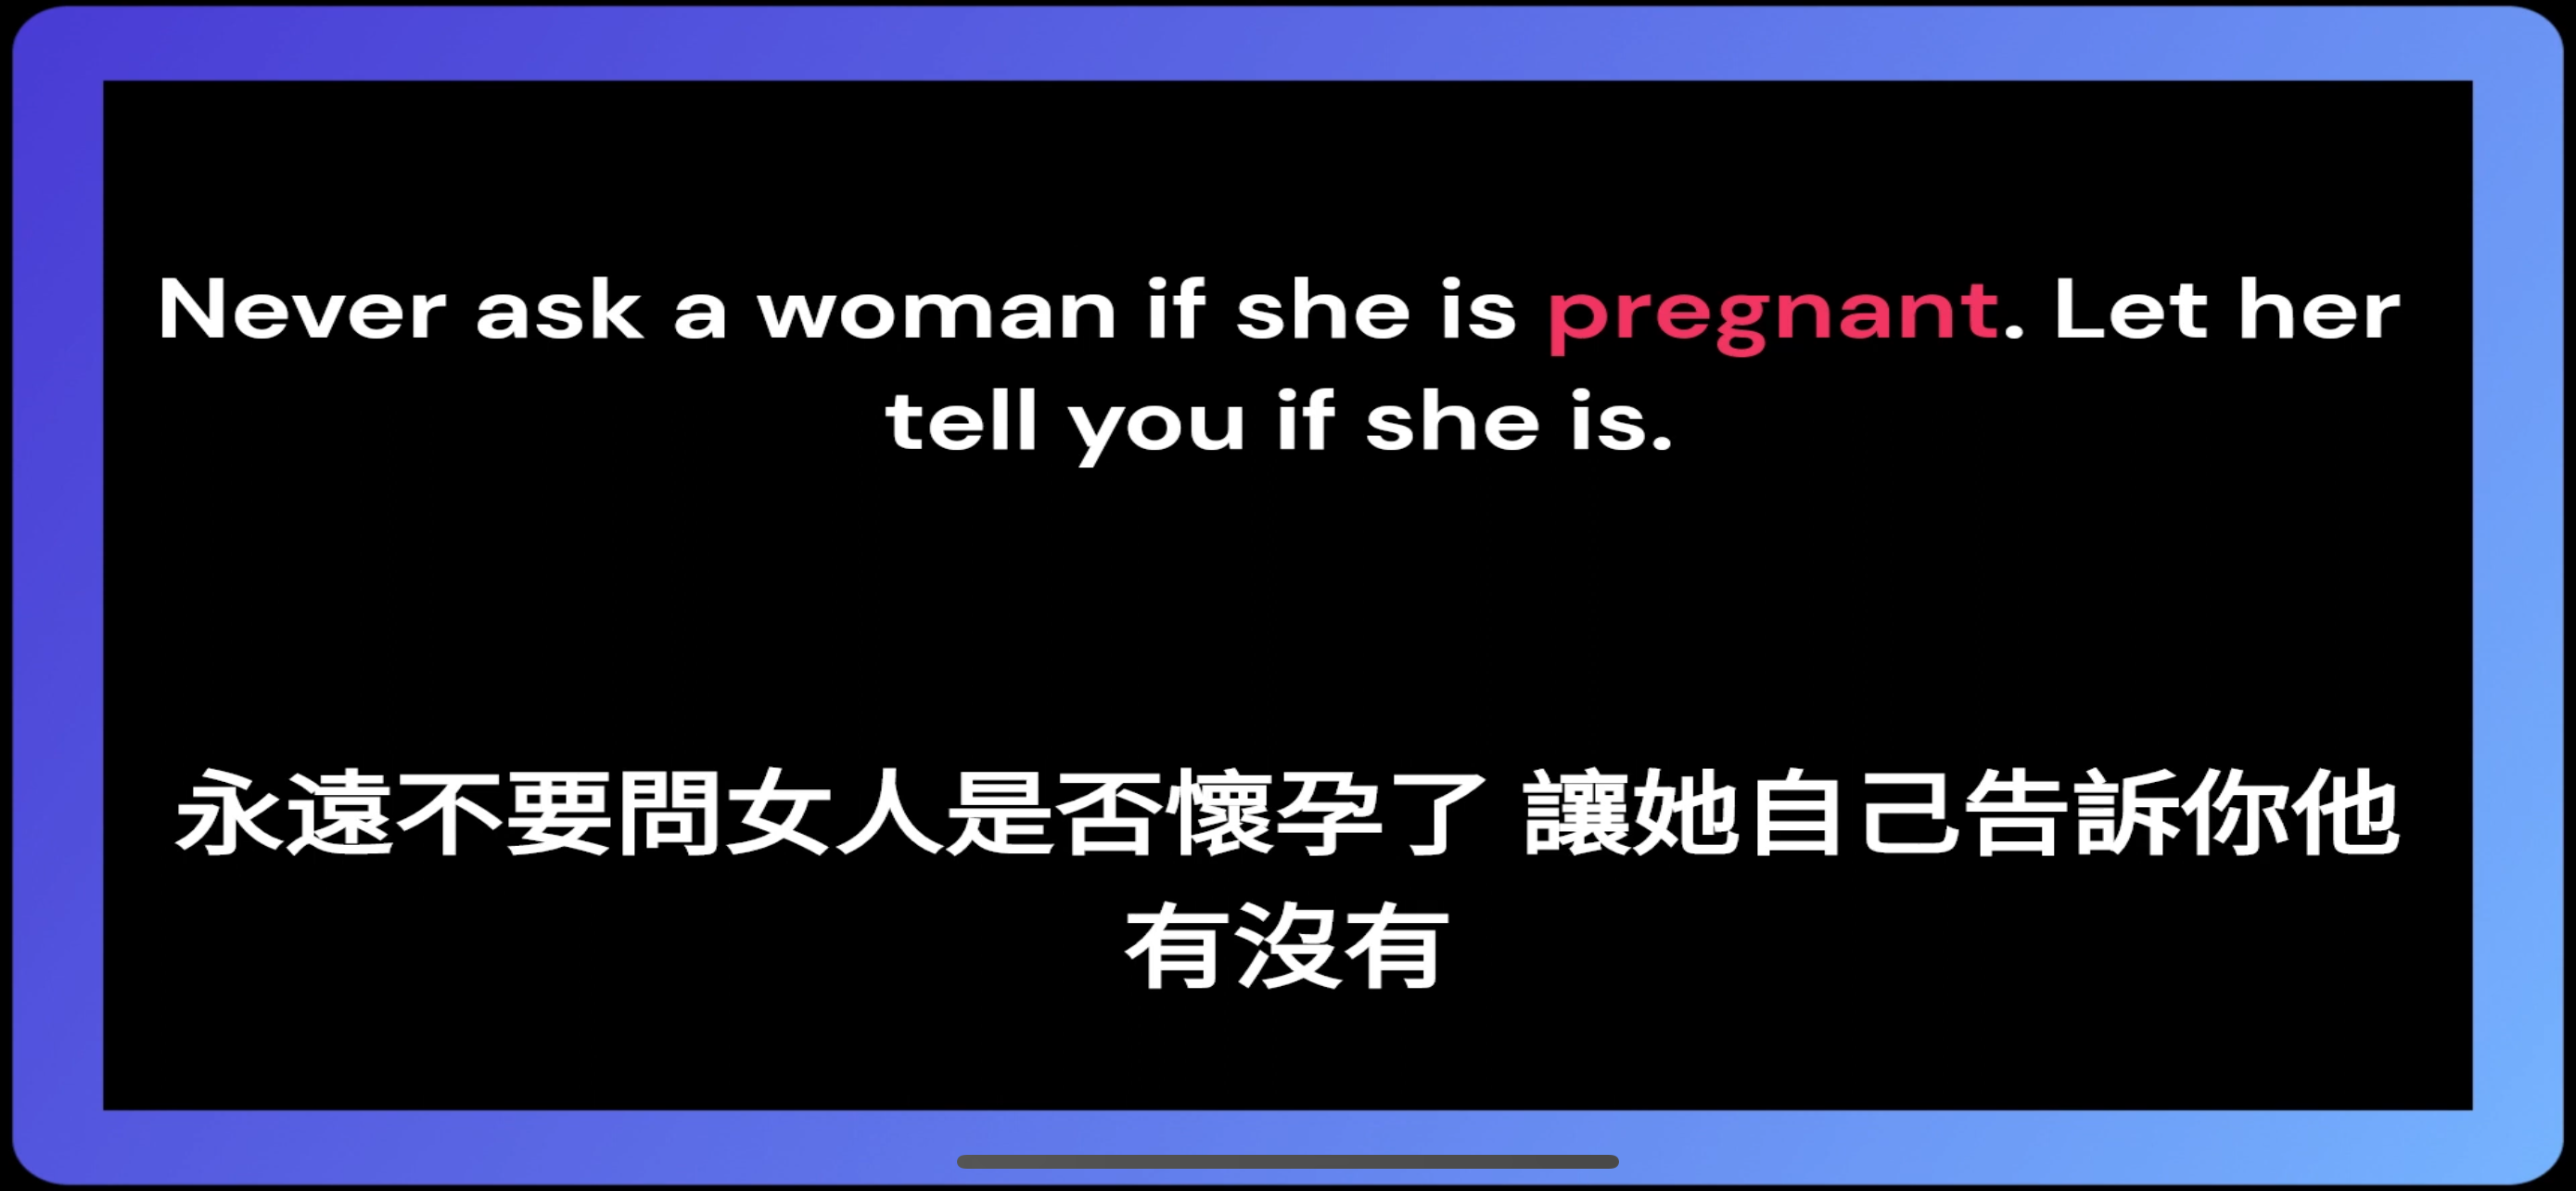 Never ask a woman if she is pregnant. Let her
tell you if she is.
永遠不要問女人是否懷孕了 讓她自己告訴你他
有沒有